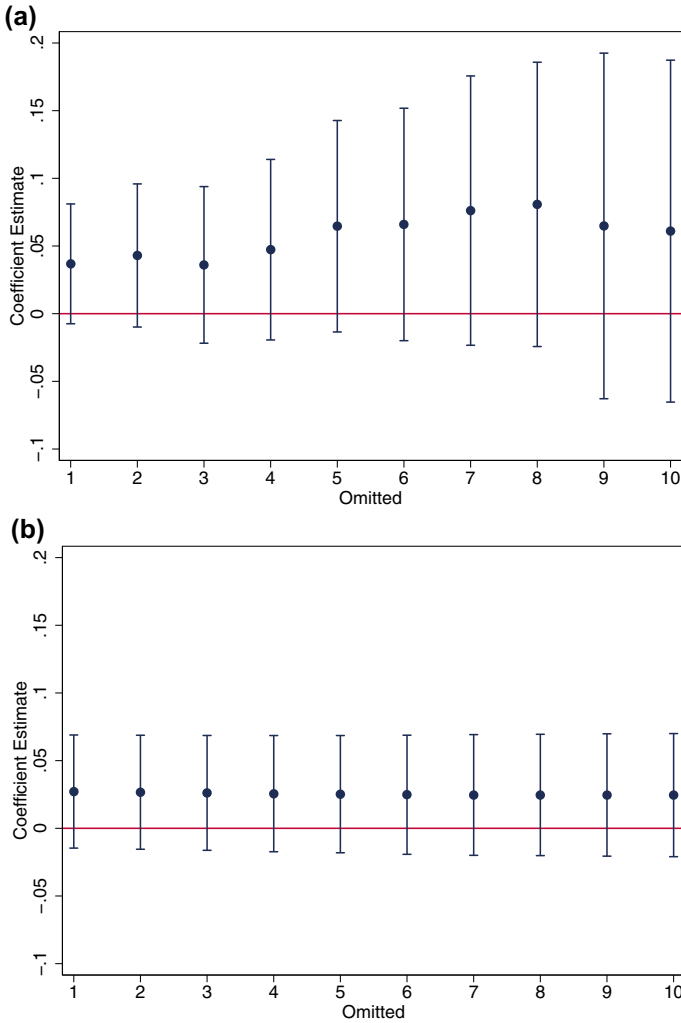 (a)
Coefficient Estimate
.2
.15
.1
.05
0
-.05
-.1
1 2 3 4 5 6 7 8 9 10
Omitted
(b)
Coefficient Estimate
.2
.15
.1
.05
0
-.05
-.1
1 2 3 4 5 6 7 8 9 10
Omitted